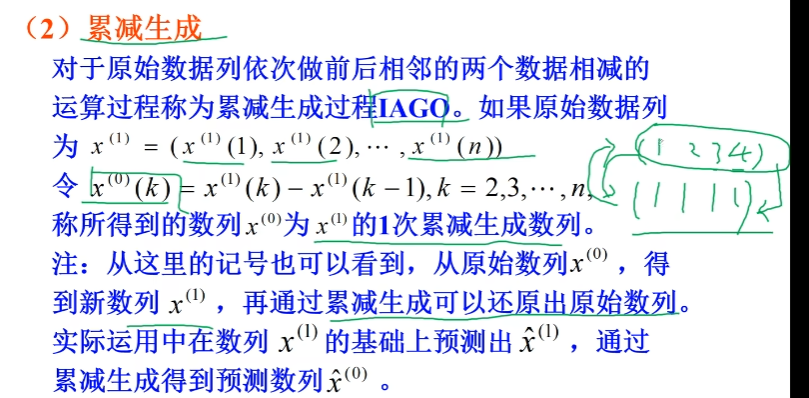 （2）累减生成
对于原始数据列依次做前后相邻的两个数据相减的
运算过程称为累减生成过程IAGO。如果原始数据列
为 x⁽¹⁾ = (x⁽¹⁾(1), x⁽¹⁾(2), ⋯ , x⁽¹⁾(n))
(1 2 3 4)
令 x⁽⁰⁾(k) = x⁽¹⁾(k) − x⁽¹⁾(k − 1), k = 2,3,⋯, n,
(1 1 1 1)
称所得到的数列 x⁽⁰⁾为 x⁽¹⁾的1次累减生成数列。
注：从这里的记号也可以看到，从原始数列x⁽⁰⁾，得
到新数列 x⁽¹⁾，再通过累减生成可以还原出原始数列。
实际运用中在数列 x⁽¹⁾ 的基础上预测出 x̂⁽¹⁾，通过
累减生成得到预测数列x̂⁽⁰⁾。